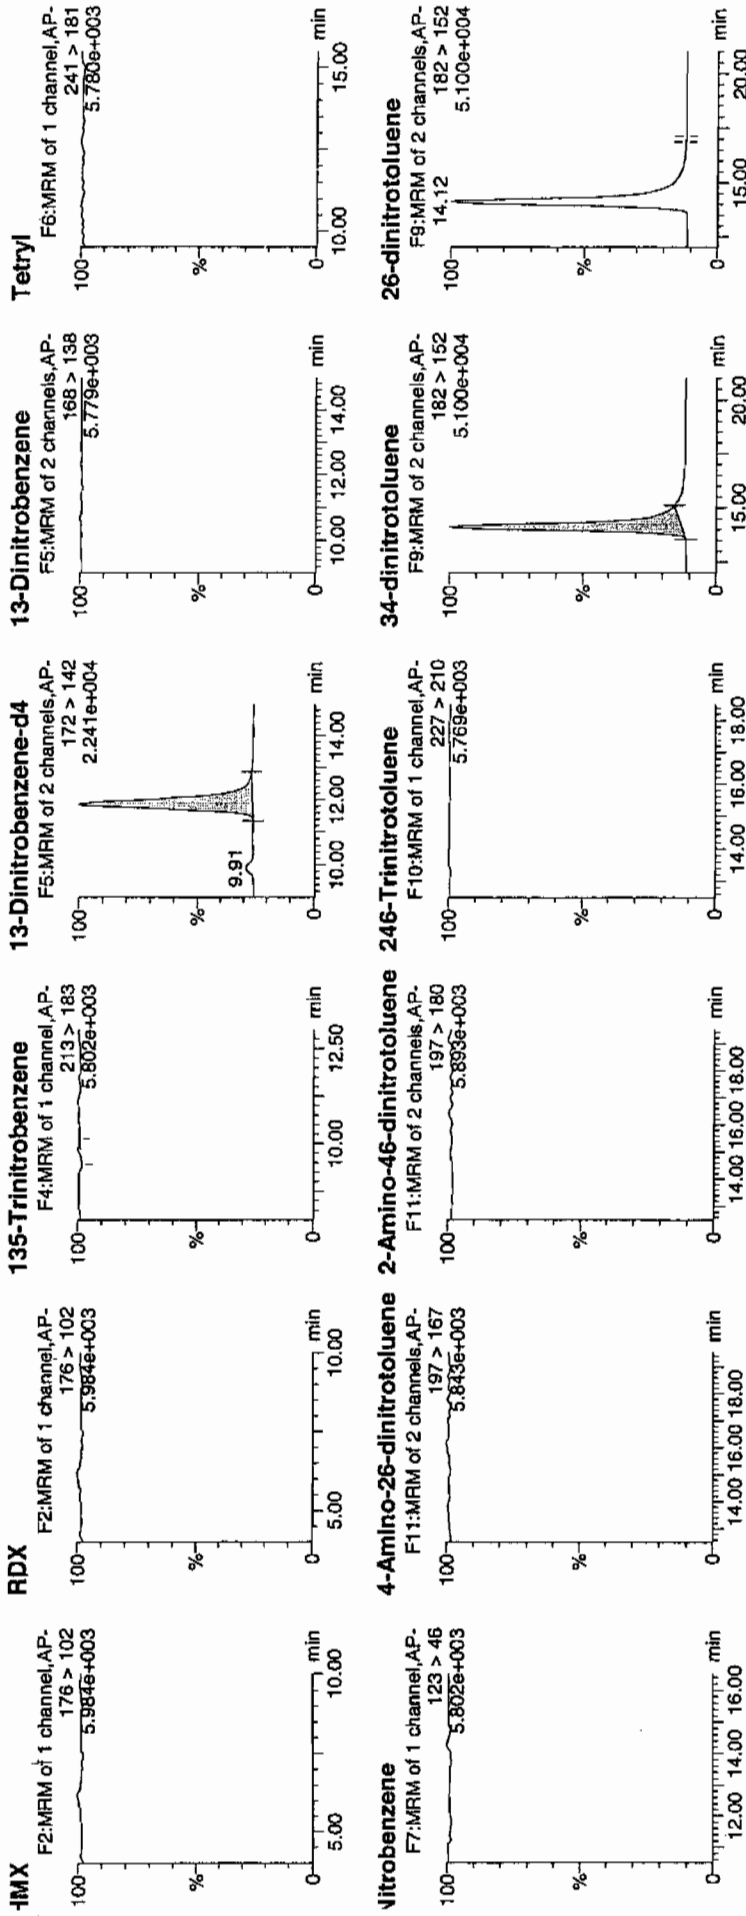 HMX
F2:MRM of 1 channel,AP-
176 > 102
5.984e+003
100
%
0
5.00
10.00
min
RDX
F2:MRM of 1 channel,AP-
176 > 102
5.984e+003
100
%
0
5.00
10.00
min
135-Trinitrobenzene
F4:MRM of 1 channel,AP-
213 > 183
5.802e+003
100
%
0
10.00
12.50
min
13-Dinitrobenzene-d4
F5:MRM of 2 channels,AP-
172 > 142
2.241e+004
100
9.91
%
0
10.00
12.00
14.00
min
13-Dinitrobenzene
F5:MRM of 2 channels,AP-
168 > 138
5.779e+003
100
%
0
10.00
12.00
14.00
min
Tetryl
F6:MRM of 1 channel,AP-
241 > 181
5.780e+003
100
%
0
10.00
15.00
min
Nitrobenzene
F7:MRM of 1 channel,AP-
123 > 46
5.802e+003
100
%
0
12.00
14.00
16.00
min
4-Amino-26-dinitrotoluene
F11:MRM of 2 channels,AP-
197 > 167
5.843e+003
100
%
0
14.00
16.00
18.00
min
2-Amino-46-dinitrotoluene
F11:MRM of 2 channels,AP-
197 > 180
5.893e+003
100
%
0
14.00
16.00
18.00
min
246-Trinitrotoluene
F10:MRM of 1 channel,AP-
227 > 210
5.769e+003
100
%
0
14.00
16.00
18.00
min
34-dinitrotoluene
F9:MRM of 2 channels,AP-
182 > 152
5.100e+004
100
%
0
15.00
20.00
min
26-dinitrotoluene
F9:MRM of 2 channels,AP-
182 > 152
5.100e+004
14.12
100
%
0
15.00
20.00
min